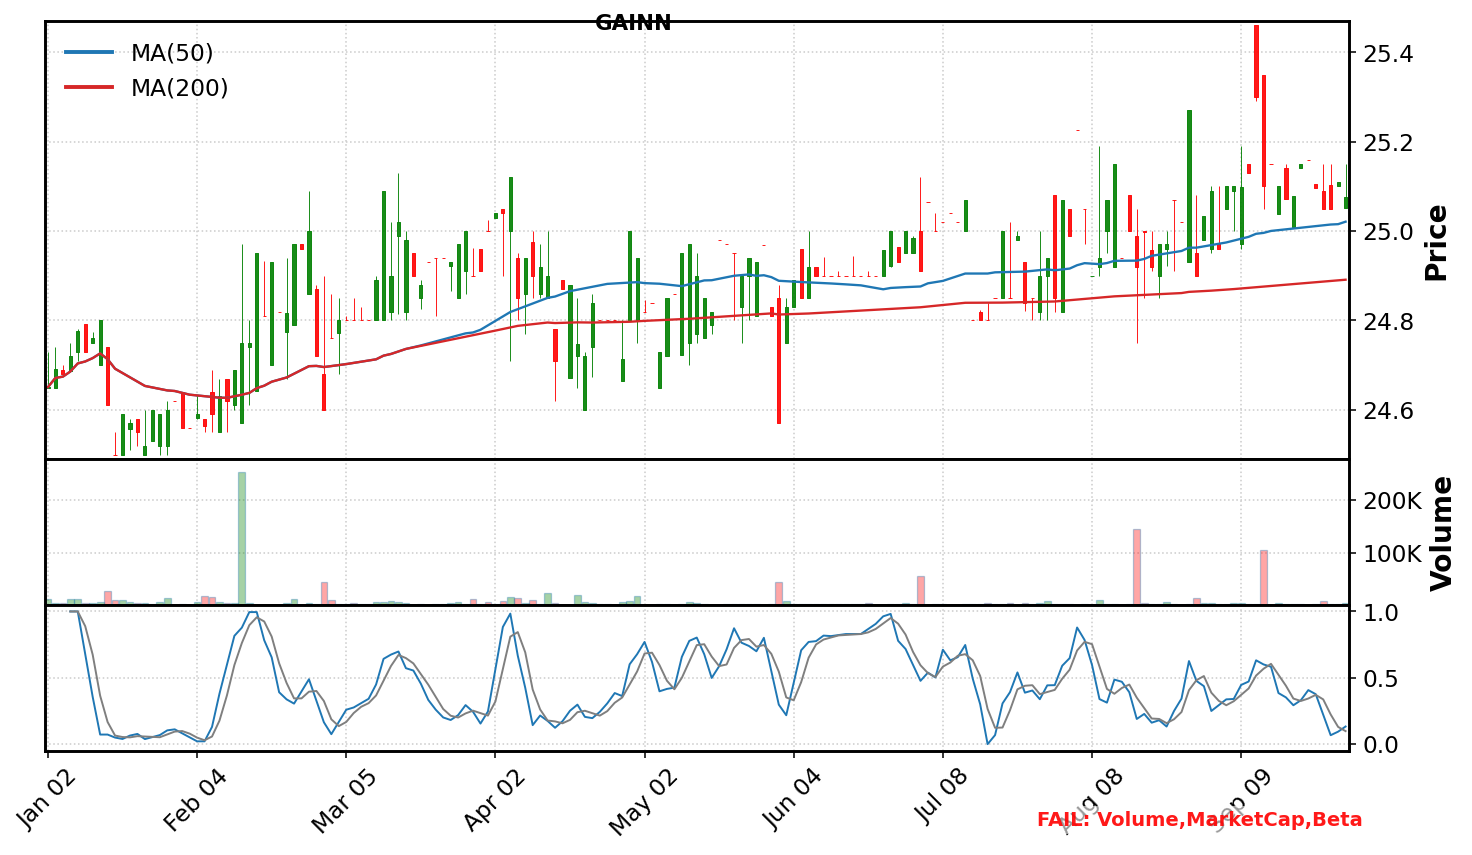 GAINN
MA(50)
MA(200)
25.4
25.2
25.0
24.8
24.6
Price
200K
100K
Volume
1.0
0.5
0.0
Jan 02
Feb 04
Mar 05
Apr 02
May 02
Jun 04
Jul 08
Aug 08
Sep 09
FAIL: Volume,MarketCap,Beta